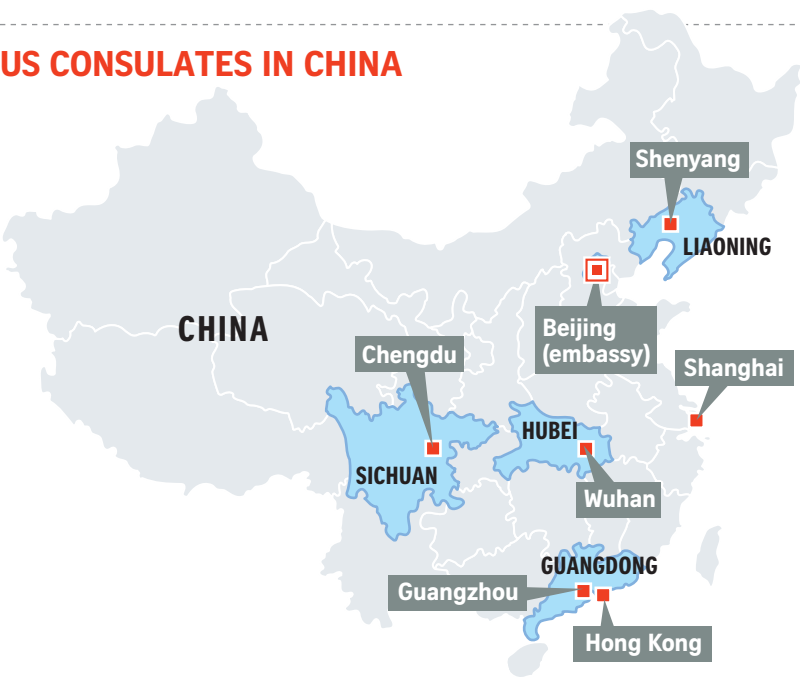 US CONSULATES IN CHINA
Shenyang
LIAONING
CHINA
Beijing
(embassy)
Chengdu
Shanghai
HUBEI
SICHUAN
Wuhan
GUANGDONG
Guangzhou
Hong Kong